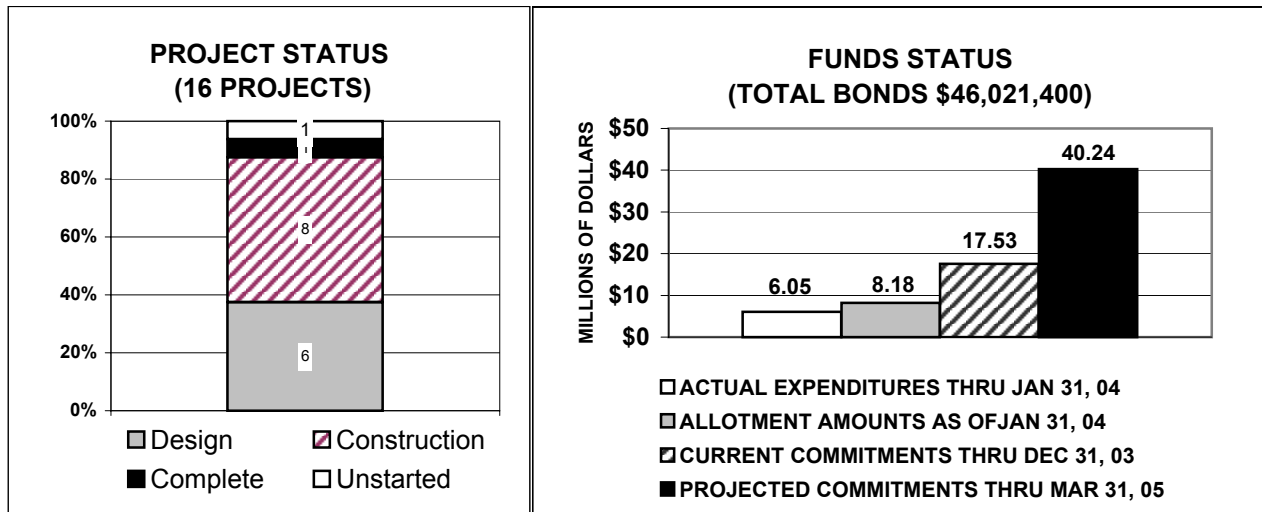 PROJECT STATUS
(16 PROJECTS)
100%
80%
60%
40%
20%
0%
1
8
6
Design
Construction
Complete
Unstarted
FUNDS STATUS
(TOTAL BONDS $46,021,400)
MILLIONS OF DOLLARS
$50
$40
$30
$20
$10
$0
6.05
8.18
17.53
40.24
ACTUAL EXPENDITURES THRU JAN 31, 04
ALLOTMENT AMOUNTS AS OFJAN 31, 04
CURRENT COMMITMENTS THRU DEC 31, 03
PROJECTED COMMITMENTS THRU MAR 31, 05